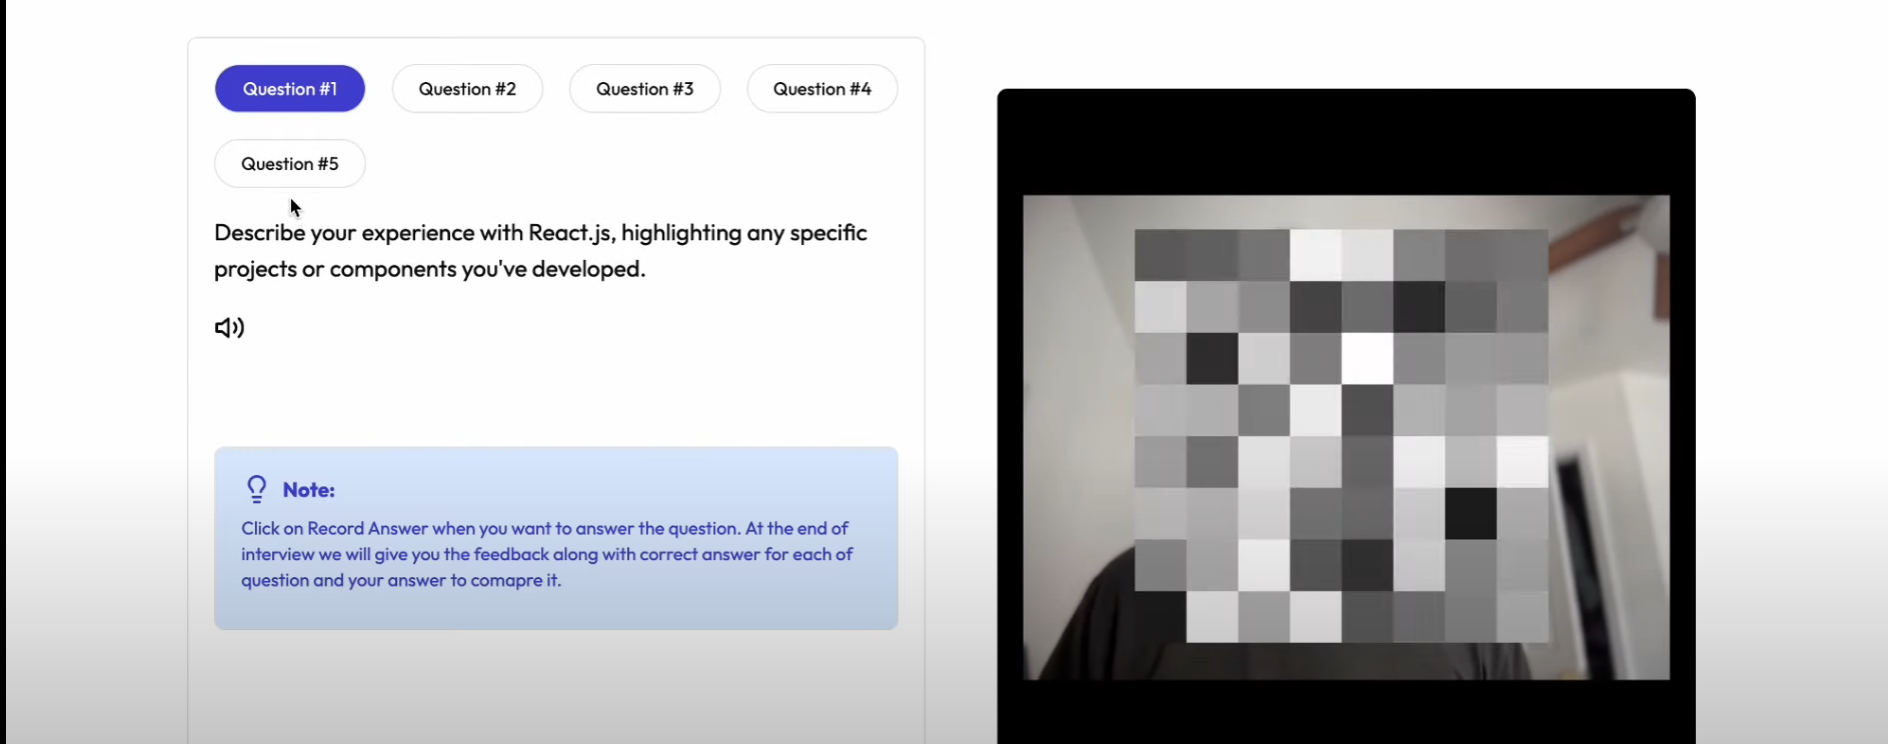 Question #1
Question #2
Question #3
Question #4
Question #5
Describe your experience with React.js, highlighting any specific
projects or components you've developed.
Note:
Click on Record Answer when you want to answer the question. At the end of
interview we will give you the feedback along with correct answer for each of
question and your answer to comapre it.